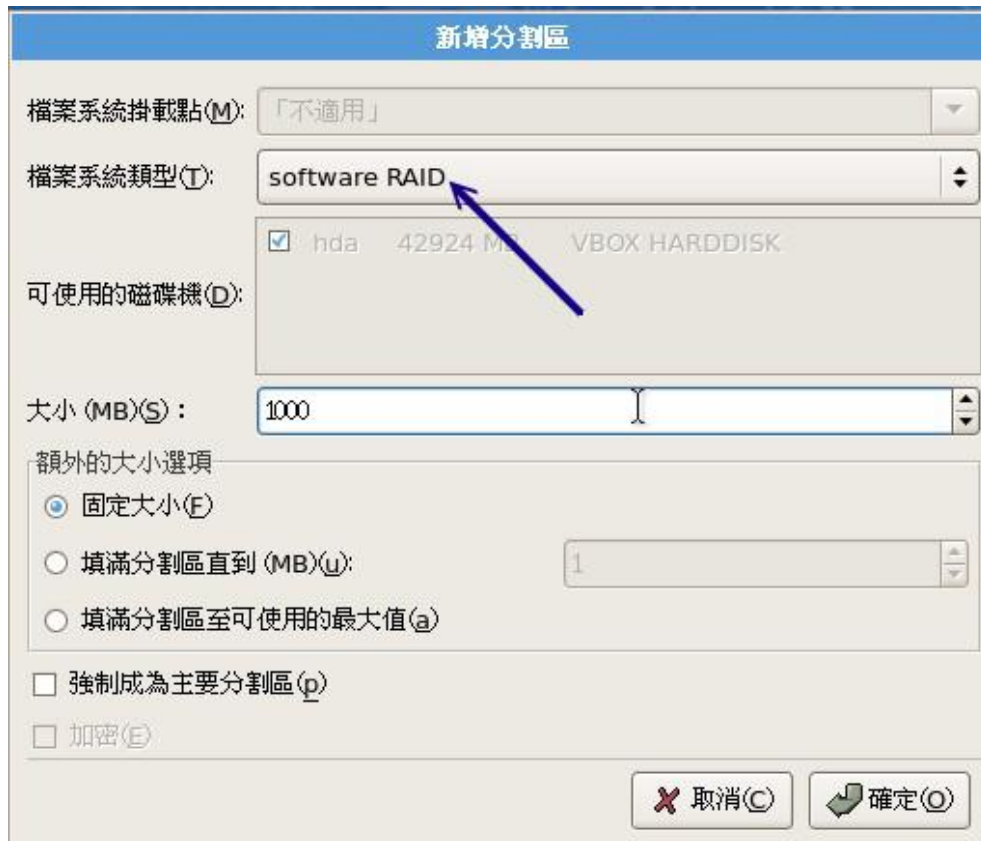 新增分割區
檔案系統掛載點(M): 「不適用」
檔案系統類型(T): software RAID
hda 42924 MB VBOX HARDDISK
可使用的磁碟機(D):
大小 (MB)(S)： 1000
額外的大小選項
固定大小(F)
填滿分割區直到 (MB)(u): 1
填滿分割區至可使用的最大值(a)
強制成為主要分割區(p)
加密(E)
取消(C) 確定(O)